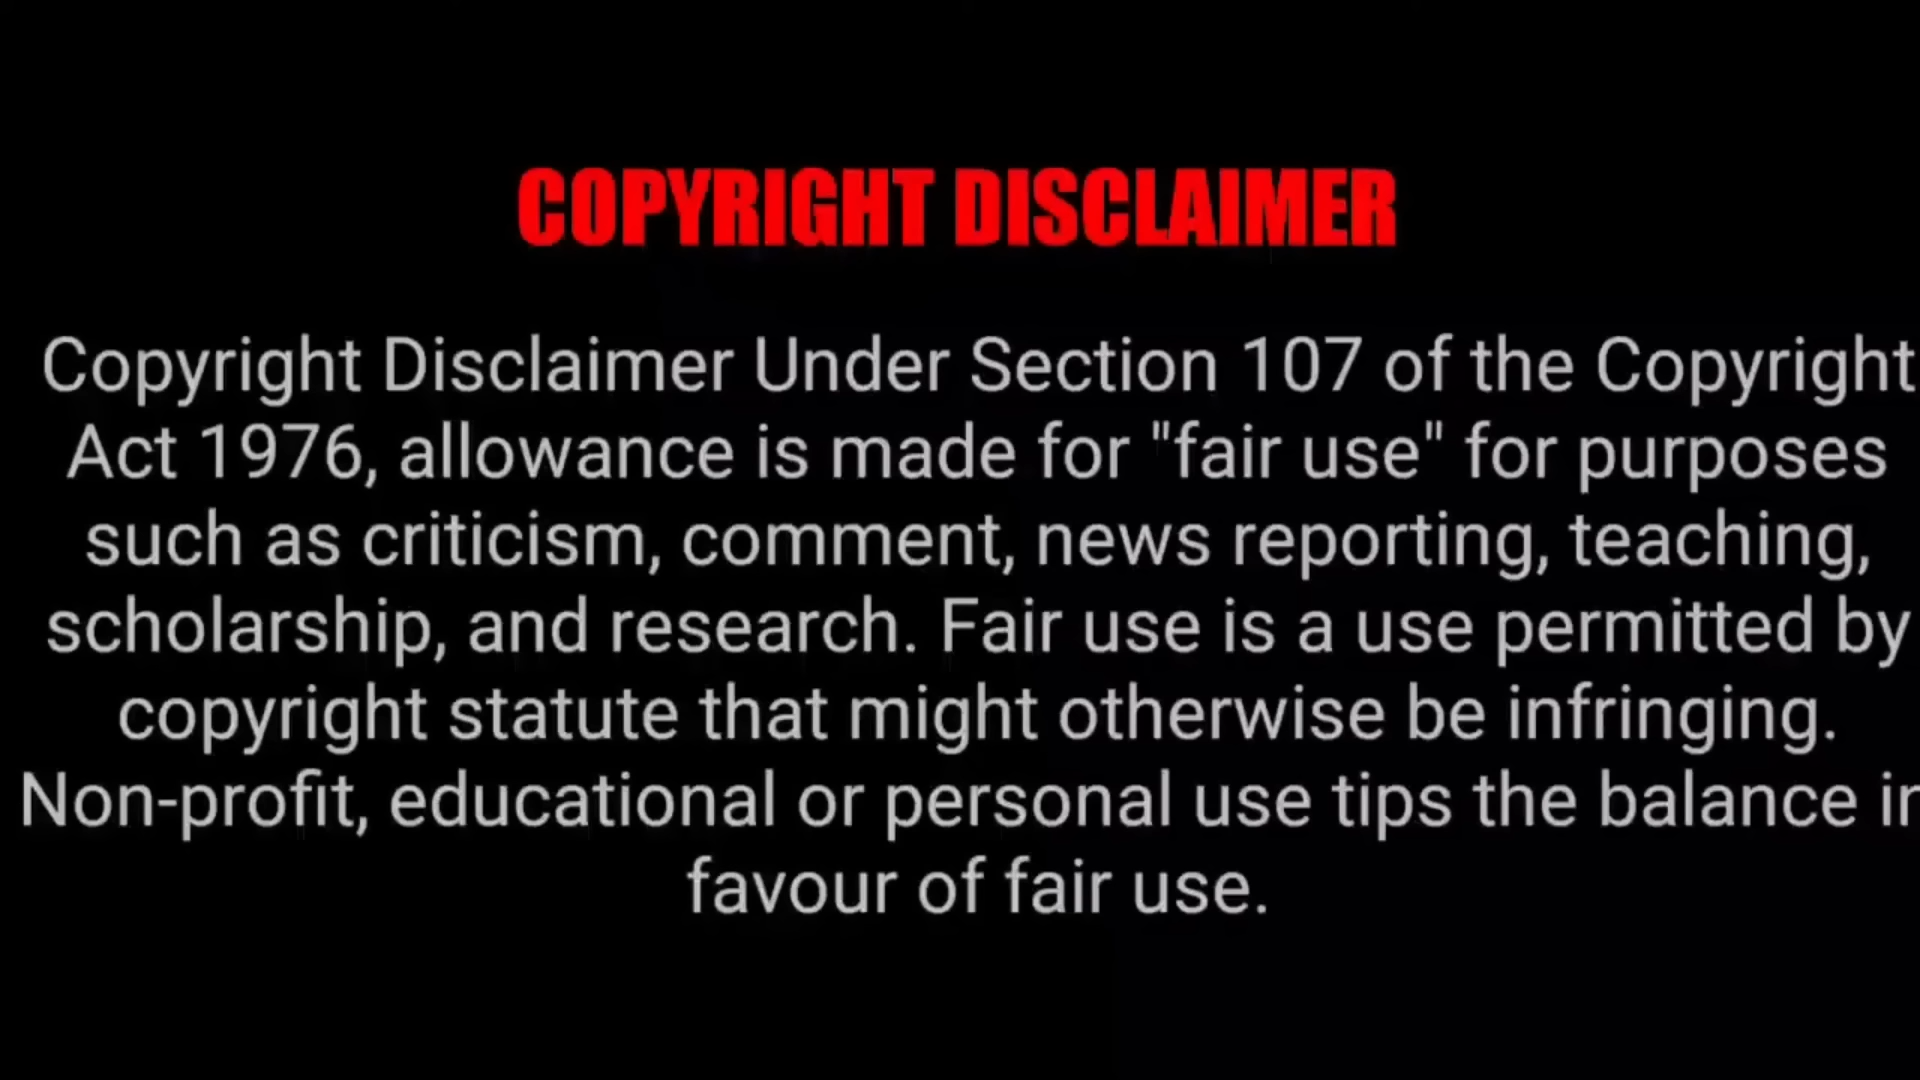 COPYRIGHT DISCLAIMER
Copyright Disclaimer Under Section 107 of the Copyright
Act 1976, allowance is made for "fair use" for purposes
such as criticism, comment, news reporting, teaching,
scholarship, and research. Fair use is a use permitted by
copyright statute that might otherwise be infringing.
Non-profit, educational or personal use tips the balance in
favour of fair use.